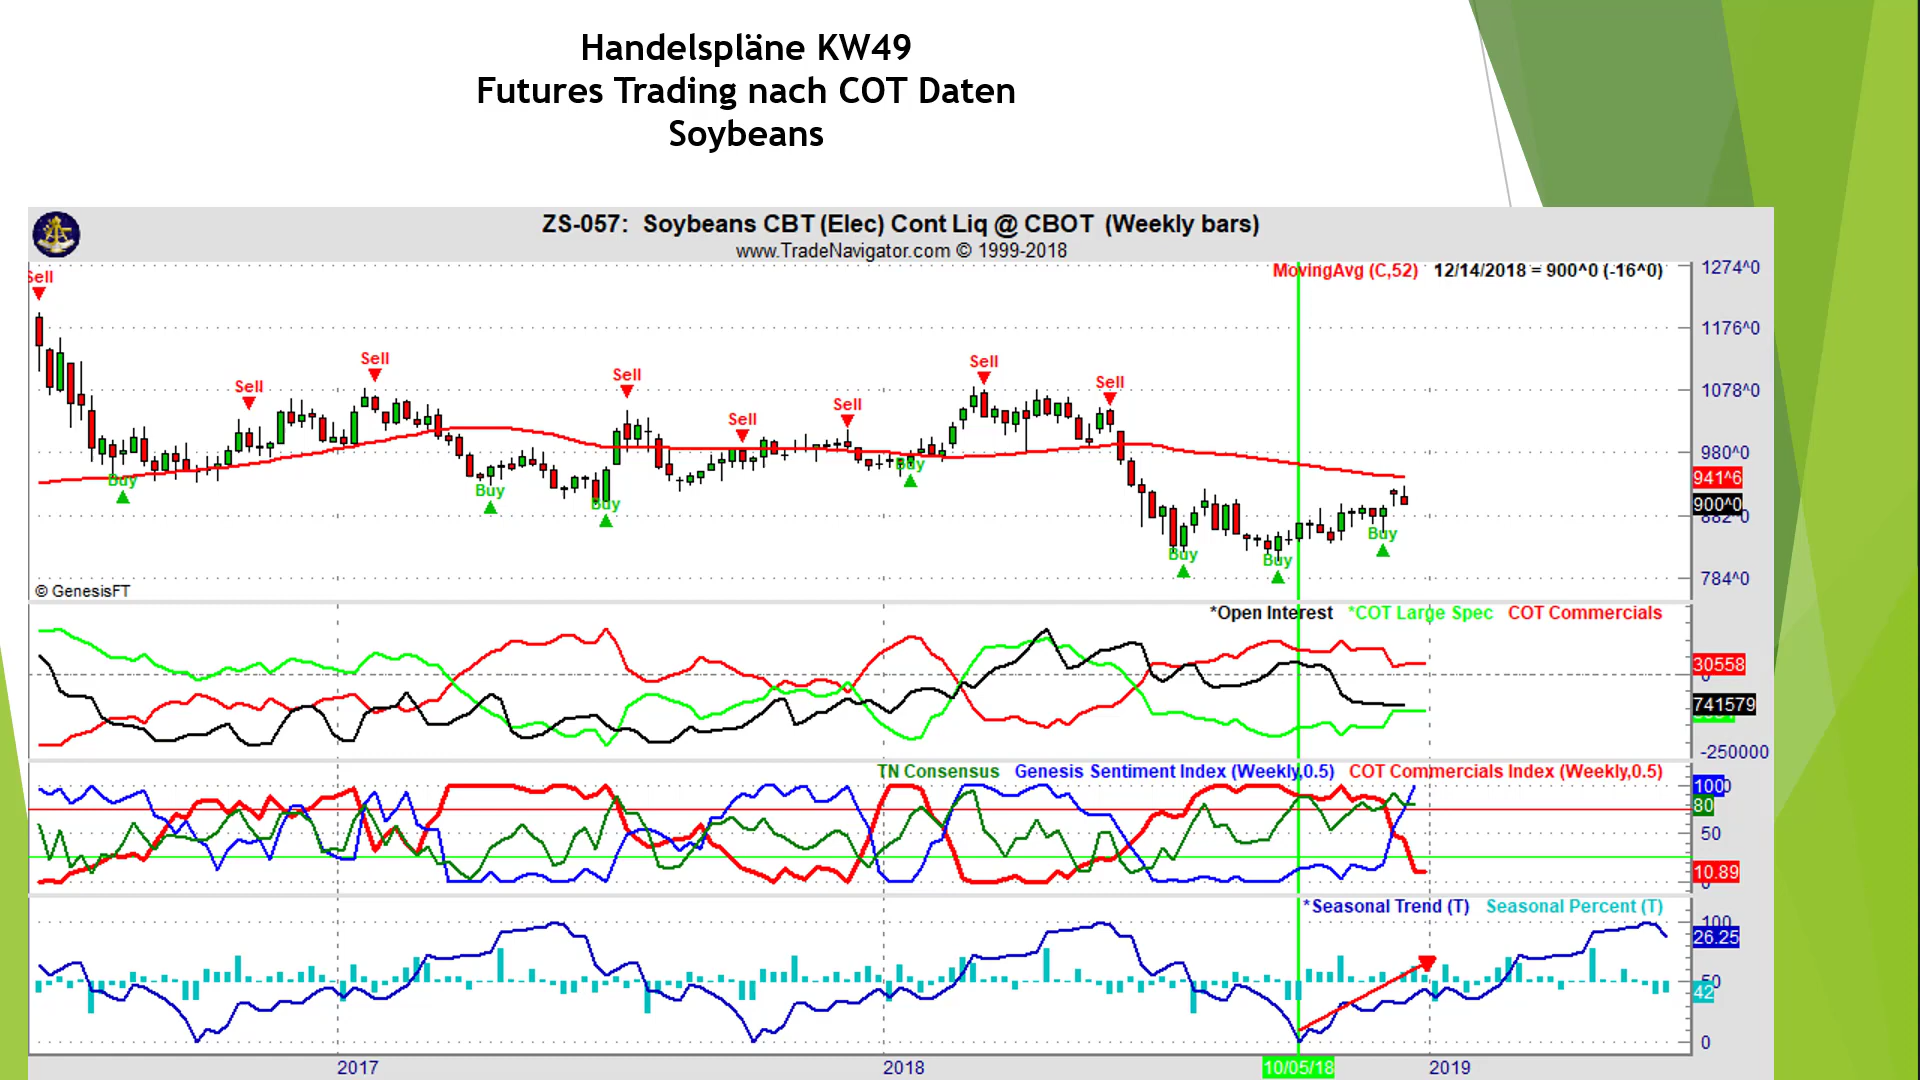 Handelspläne KW49
Futures Trading nach COT Daten
Soybeans
ZS-057: Soybeans CBT (Elec) Cont Liq @ CBOT (Weekly bars)
www.TradeNavigator.com © 1999-2018
MovingAvg (C,52) 12/14/2018 = 900^0 (-16^0)
1274^0
Sell
1176^0
Sell
Sell
Sell
Sell
Sell
Sell
Sell
1078^0
980^0
941^6
900^0
882^0
Buy
Buy
Buy
Buy
Buy
Buy
Buy
784^0
© GenesisFT
*Open Interest *COT Large Spec COT Commercials
30558
0
741579
-250000
TN Consensus Genesis Sentiment Index (Weekly,0.5) COT Commercials Index (Weekly,0.5)
100
80
50
10.89
0
*Seasonal Trend (T) Seasonal Percent (T)
100
26.25
50
42
0
2017 2018 10/05/18 2019